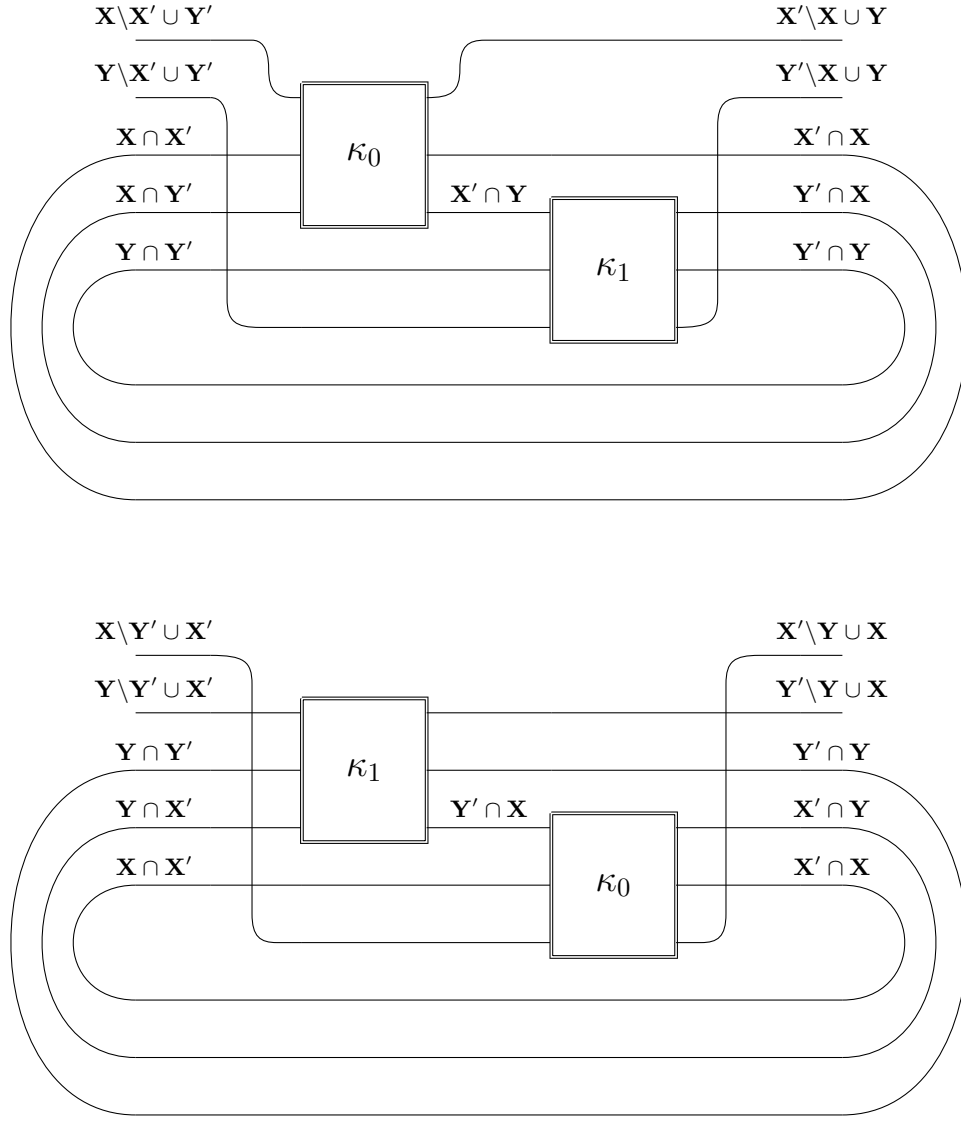 X\X′ ∪ Y′ X′\X ∪ Y
Y\X′ ∪ Y′ Y′\X ∪ Y
X ∩ X′ κ₀ X′ ∩ X
X ∩ Y′ X′ ∩ Y Y′ ∩ X
Y ∩ Y′ κ₁ Y′ ∩ Y
X\Y′ ∪ X′ X′\Y ∪ X
Y\Y′ ∪ X′ Y′\Y ∪ X
Y ∩ Y′ κ₁ Y′ ∩ Y
Y ∩ X′ Y′ ∩ X X′ ∩ Y
X ∩ X′ κ₀ X′ ∩ X